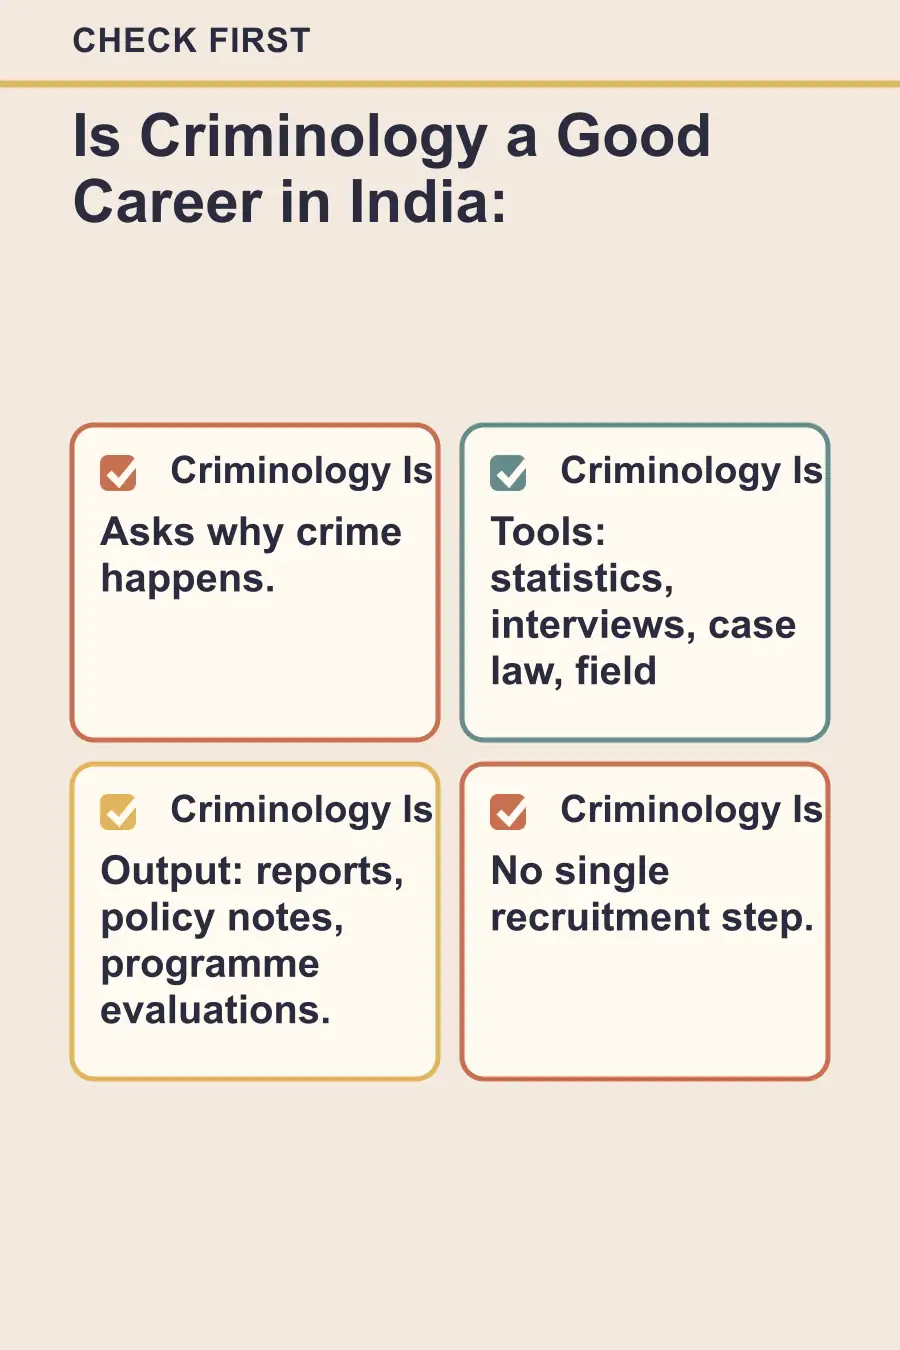 CHECK FIRST
Is Criminology a Good
Career in India:
Criminology Is
Asks why crime
happens.
Criminology Is
Tools:
statistics,
interviews, case
law, field
Criminology Is
Output: reports,
policy notes,
programme
evaluations.
Criminology Is
No single
recruitment step.